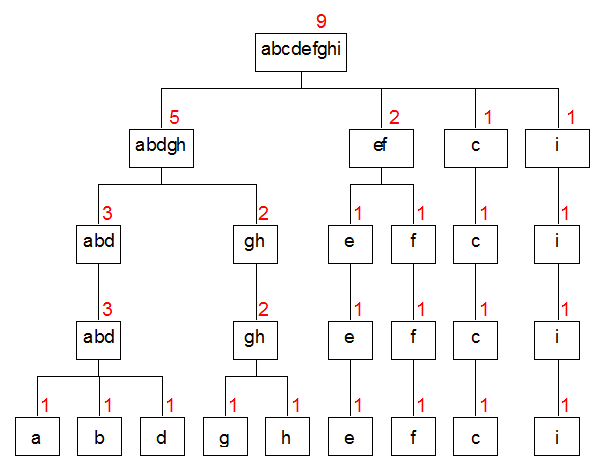 9
abcdefghi
5 2 1 1
abdgh ef c i
3 2 1 1 1 1
abd gh e f c i
3 2 1 1 1 1
abd gh e f c i
1 1 1 1 1 1 1 1 1
a b d g h e f c i